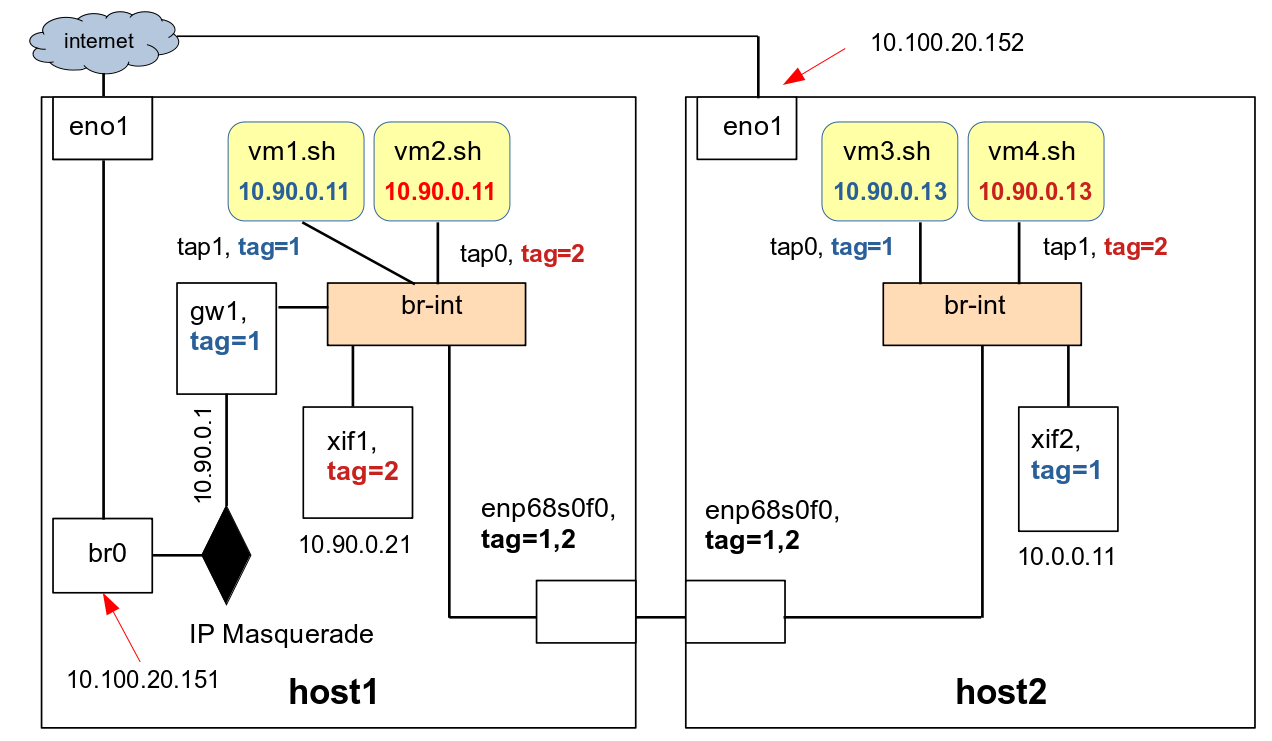 internet
10.100.20.152
eno1
vm1.sh
10.90.0.11
vm2.sh
10.90.0.11
tap1, tag=1
tap0, tag=2
gw1,
tag=1
br-int
10.90.0.1
xif1,
tag=2
10.90.0.21
enp68s0f0,
tag=1,2
br0
IP Masquerade
10.100.20.151
host1
eno1
vm3.sh
10.90.0.13
vm4.sh
10.90.0.13
tap0, tag=1
tap1, tag=2
br-int
xif2,
tag=1
10.0.0.11
enp68s0f0,
tag=1,2
host2